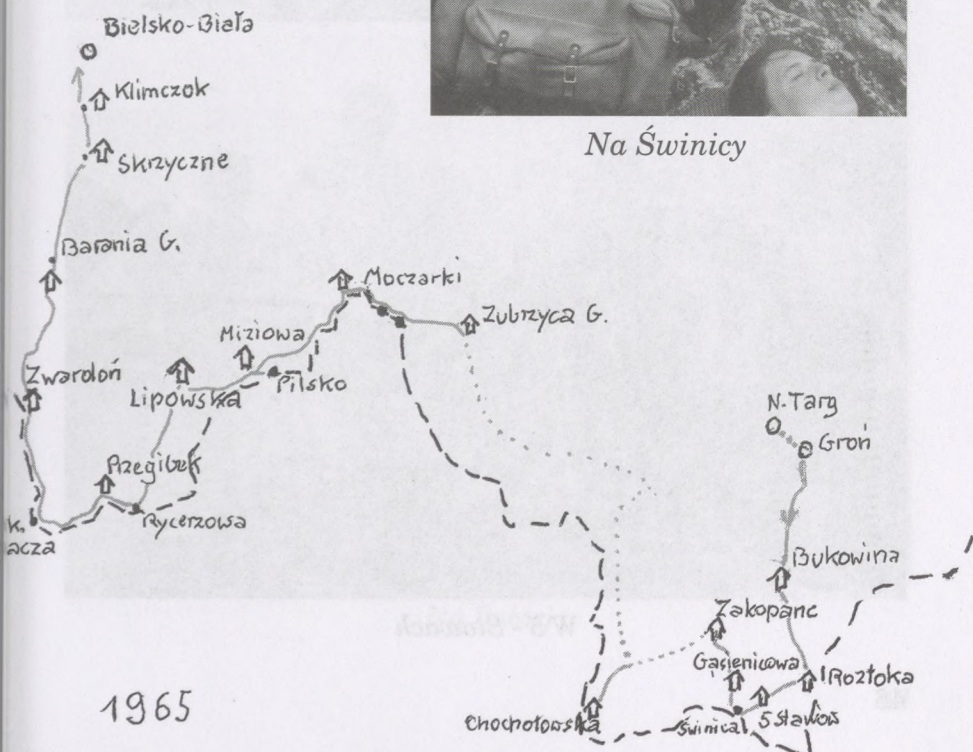 Bielsko-Biała
Klimczok
Skrzyczne
Na Świnicy
Barania G.
Moczarki
Zubrzyca G.
Miziowa
Zwardoń
Pilsko
Lipowska
N-Targ
Groń
Przegibek
Rycerzowa
k.
acza
Bukowina
Zakopane
Gąsienicowa
Roztoka
1965
Chochołowska
Świnica
5 Stawów